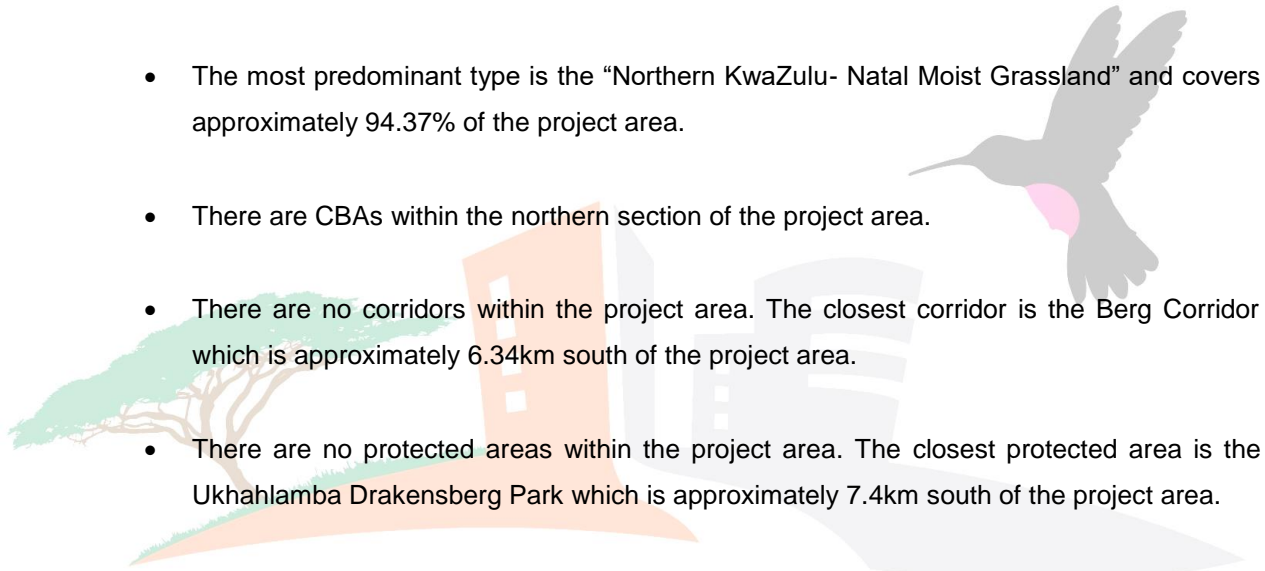 • The most predominant type is the “Northern KwaZulu- Natal Moist Grassland” and covers
approximately 94.37% of the project area.
• There are CBAs within the northern section of the project area.
• There are no corridors within the project area. The closest corridor is the Berg Corridor
which is approximately 6.34km south of the project area.
• There are no protected areas within the project area. The closest protected area is the
Ukhahlamba Drakensberg Park which is approximately 7.4km south of the project area.